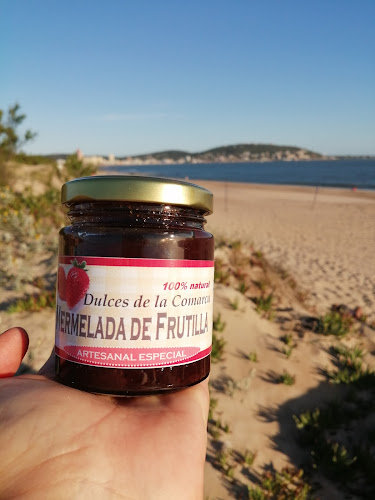 100% natural
Dulces de la Comarca
MERMELADA DE FRUTILLA
ARTESANAL ESPECIAL